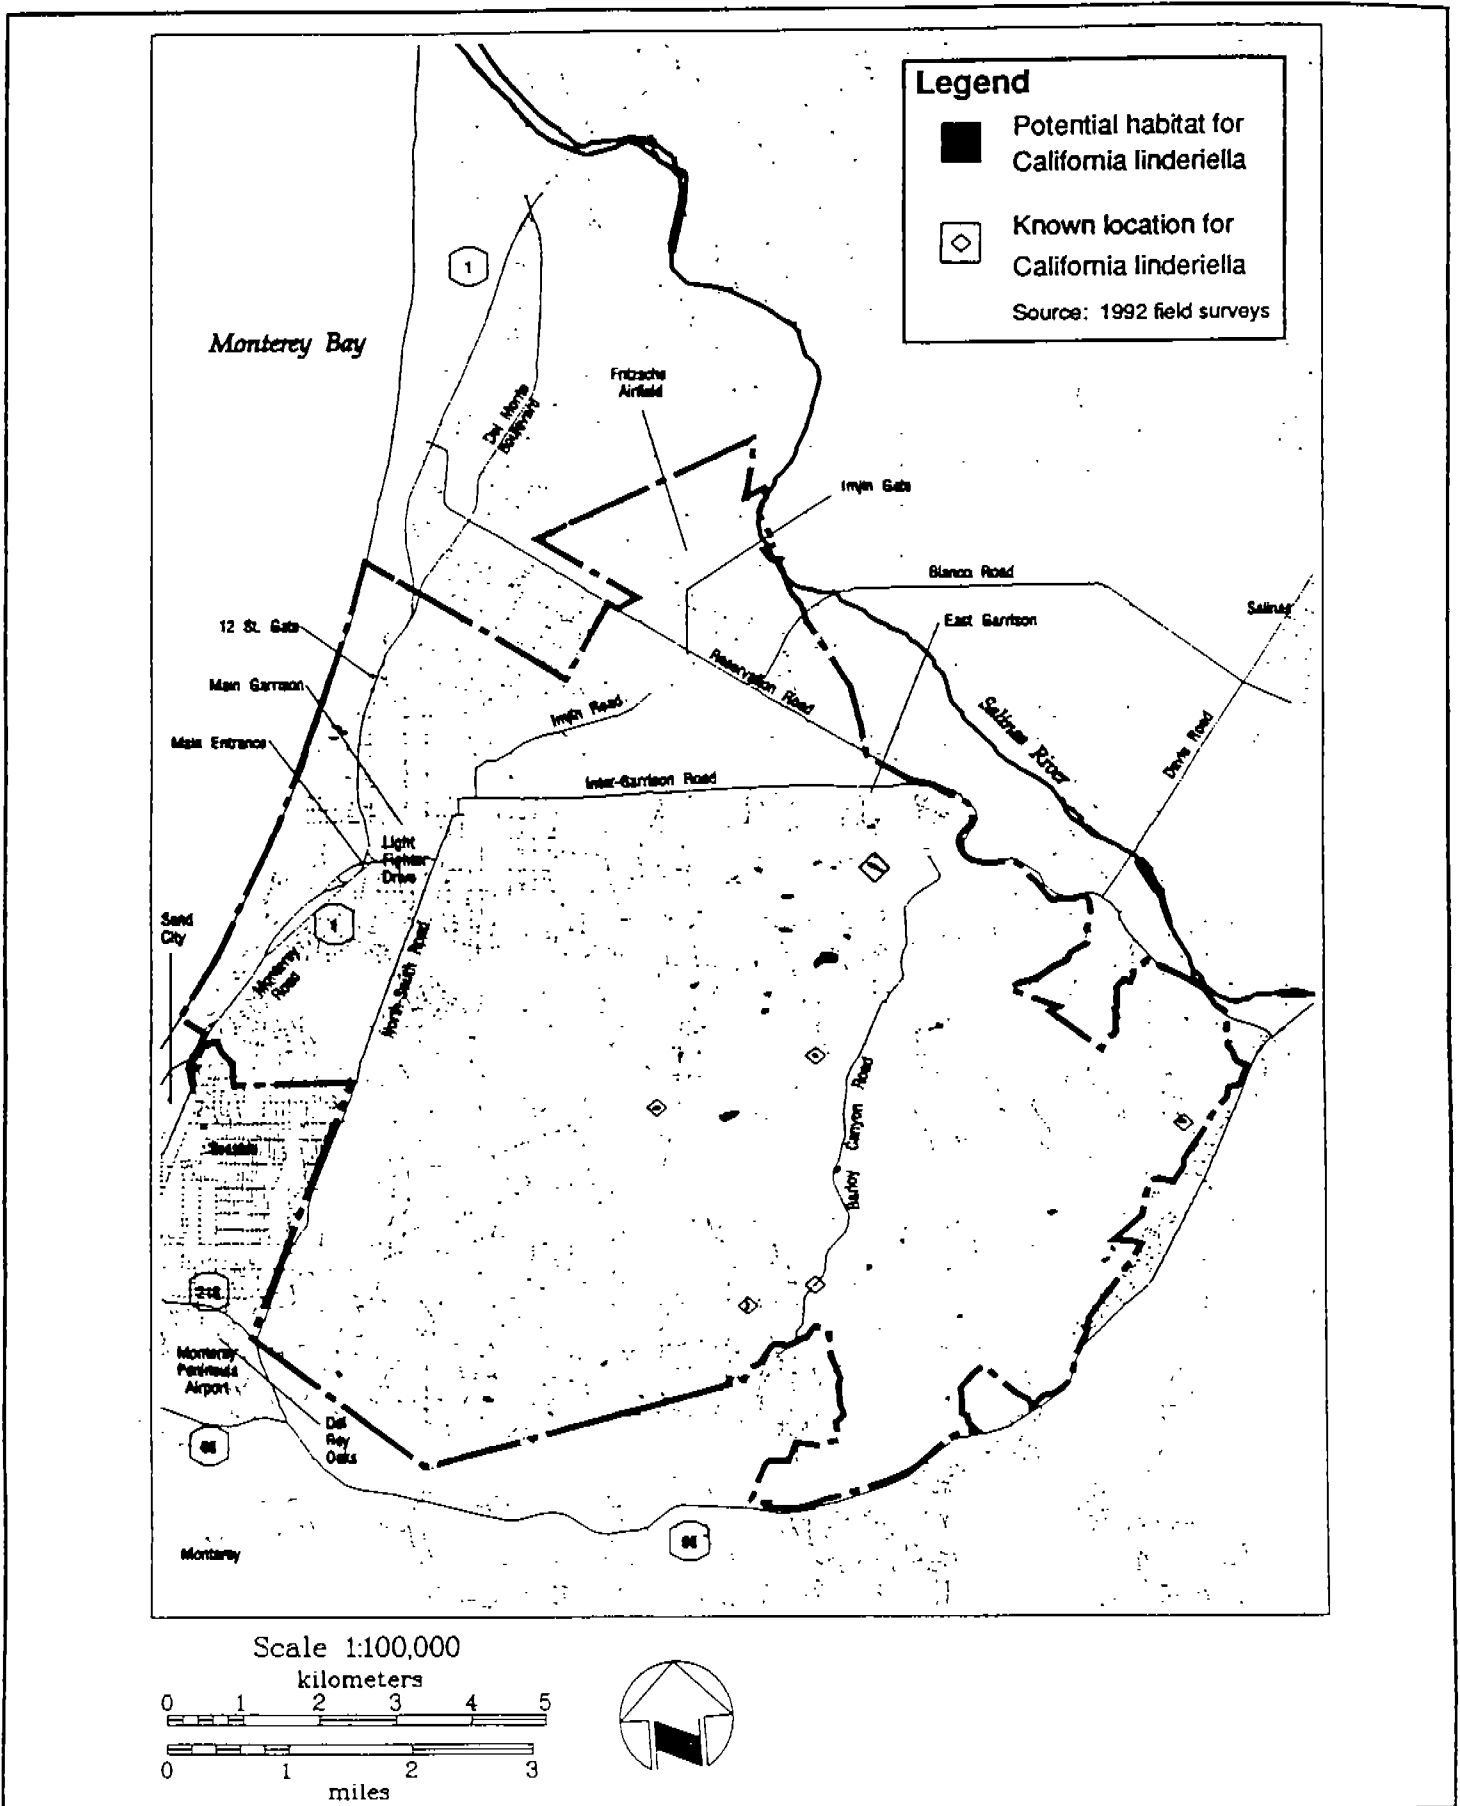 Legend
Potential habitat for
California linderiella
Known location for
California linderiella
Source: 1992 field surveys
1
Monterey Bay
Fritzsche
Airfield
Del Monte
Boulevard
Imjin Gate
Blanco Road
Salinas
12 St. Gate
East Garrison
Main Garrison
Reservation Road
Imjin Road
Salinas River
Davis Road
Main Entrance
Inter-Garrison Road
Light
Fighter
Drive
Sand
City
1
Monterey
Road
North-South Road
Barloy Canyon Road
Seaside
218
Monterey
Peninsula
Airport
Del
Rey
Oaks
68
68
Monterey
Scale 1:100,000
kilometers
0 1 2 3 4 5
0 1 2 3
miles